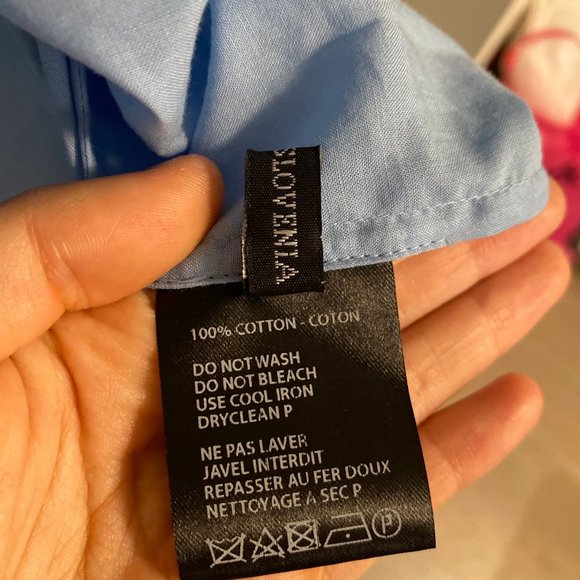 SLOVENIA
100% COTTON - COTON
DO NOT WASH
DO NOT BLEACH
USE COOL IRON
DRYCLEAN P
NE PAS LAVER
JAVEL INTERDIT
REPASSER AU FER DOUX
NETTOYAGE A SEC P
P